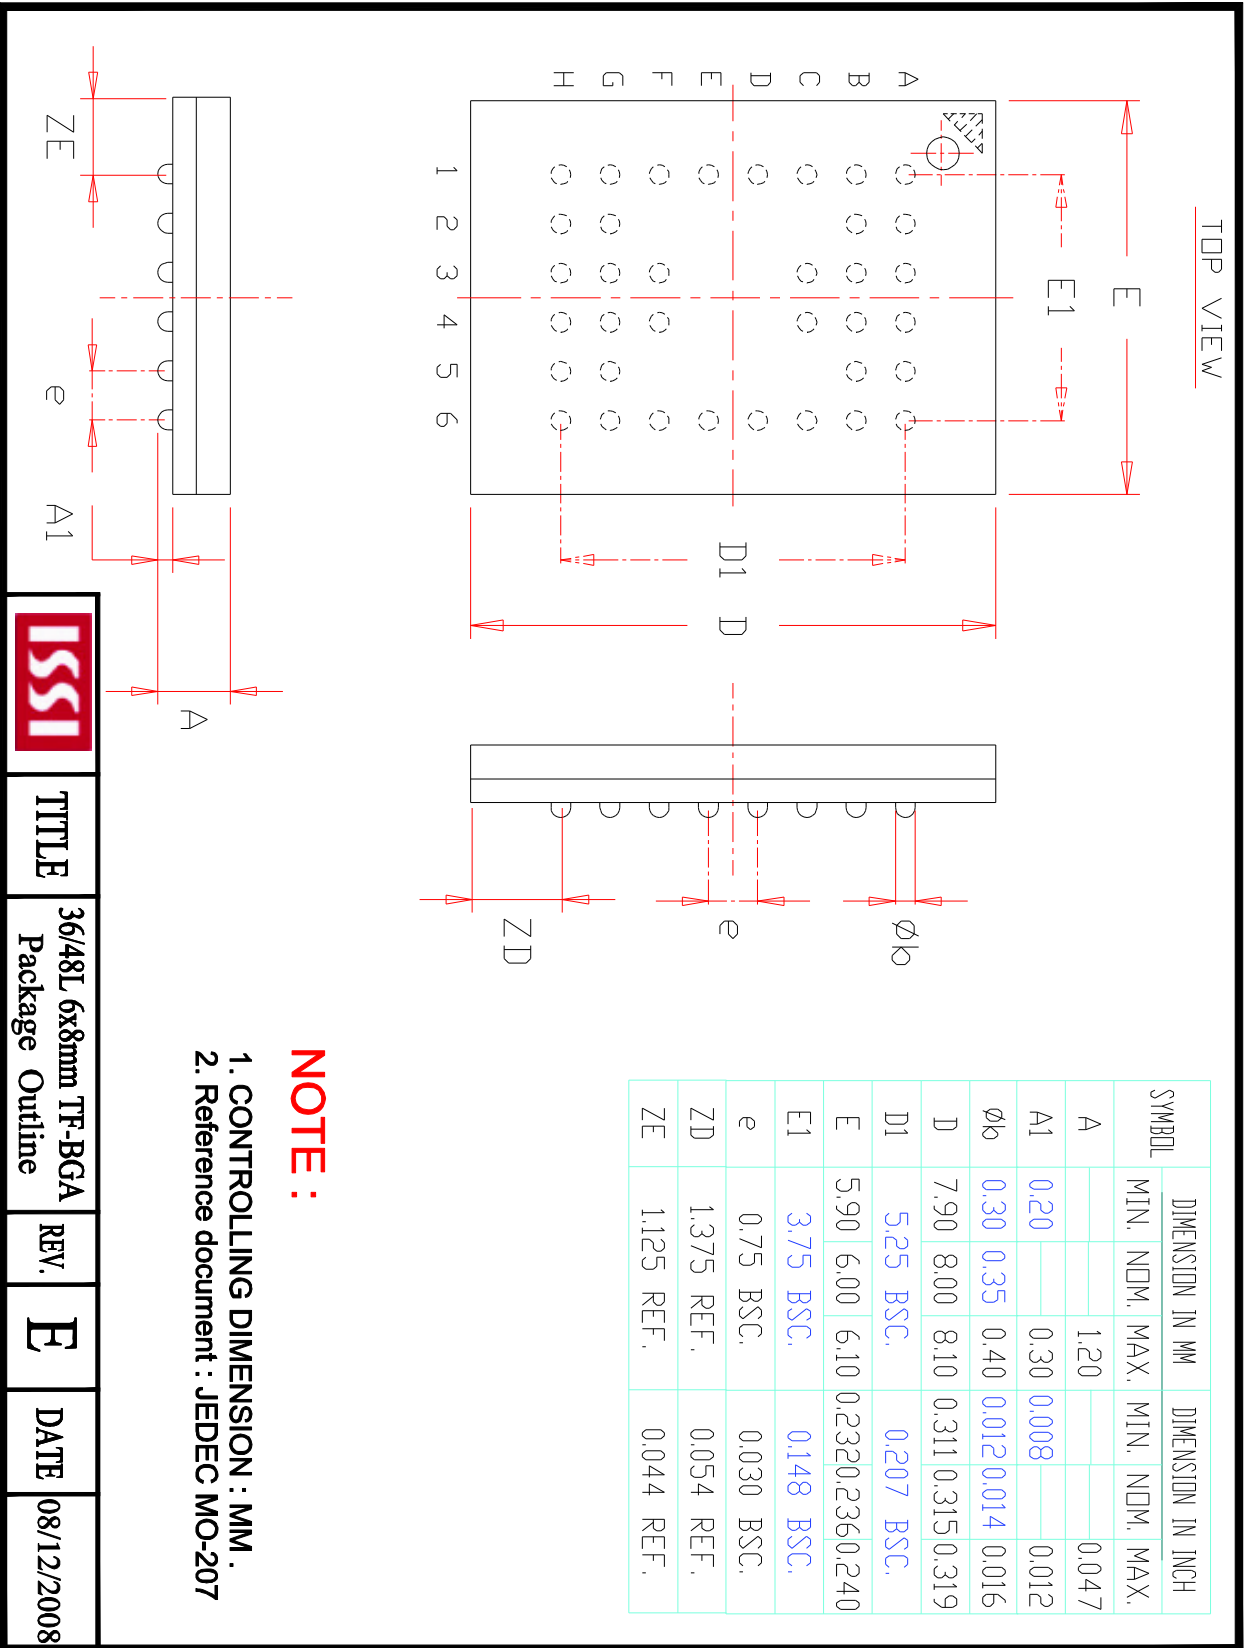 TOP VIEW
E
E1
A B C D E F G H
1 2 3 4 5 6
D1
D
Øb
e
ZD
ZE
e
A1
A
SYMBOL DIMENSION IN MM DIMENSION IN INCH
MIN. NOM. MAX. MIN. NOM. MAX.
A 1.20 0.047
A1 0.20 0.30 0.008 0.012
Øb 0.30 0.35 0.40 0.012 0.014 0.016
D 7.90 8.00 8.10 0.311 0.315 0.319
D1 5.25 BSC. 0.207 BSC.
E 5.90 6.00 6.10 0.232 0.236 0.240
E1 3.75 BSC. 0.148 BSC.
e 0.75 BSC. 0.030 BSC.
ZD 1.375 REF. 0.054 REF.
ZE 1.125 REF. 0.044 REF.
NOTE :
1. CONTROLLING DIMENSION : MM .
2. Reference document : JEDEC MO-207
ISSI
TITLE
36/48L 6x8mm TF-BGA
Package Outline
REV.
E
DATE
08/12/2008